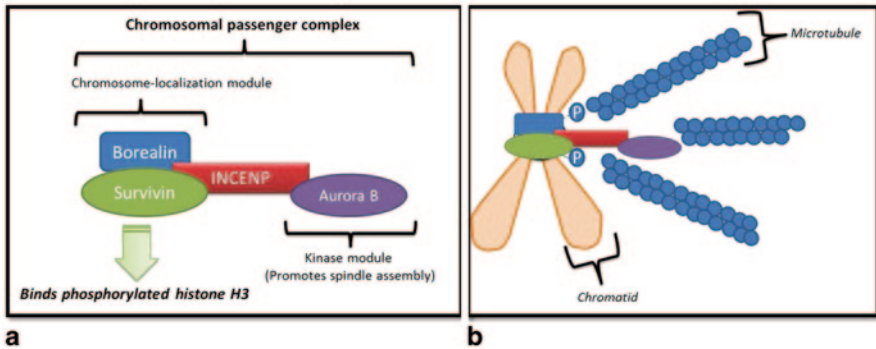 Chromosomal passenger complex
Chromosome-localization module
Borealin
INCENP
Survivin
Aurora B
Kinase module
(Promotes spindle assembly)
Binds phosphorylated histone H3
a
Microtubule
P
P
Chromatid
b